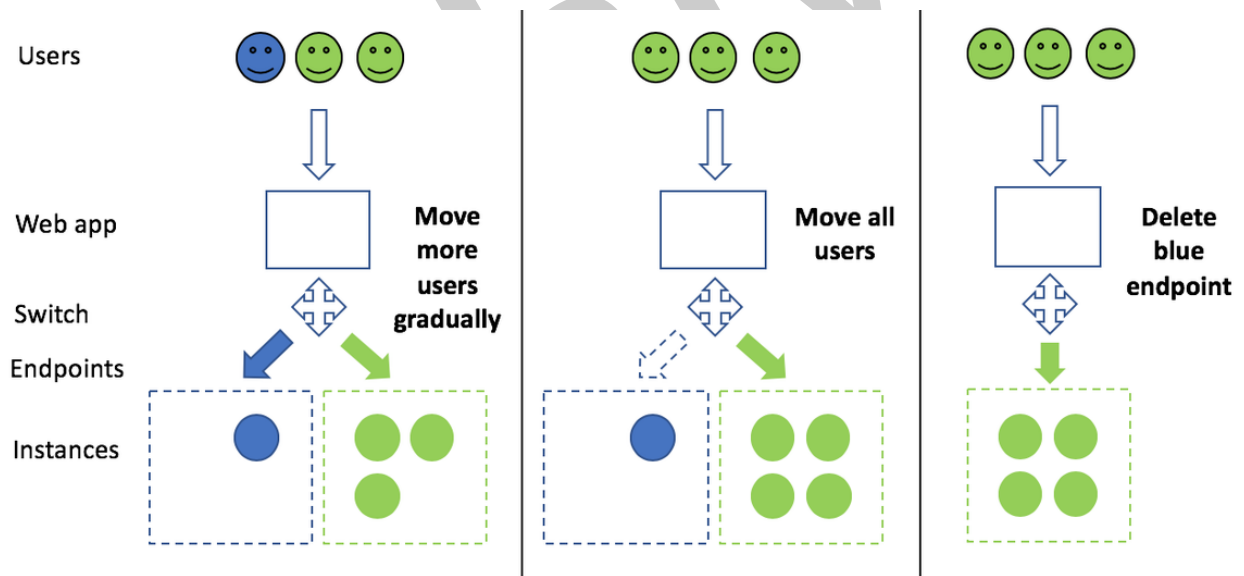 Users
Web app
Move
more
users
gradually
Move all
users
Delete
blue
endpoint
Switch
Endpoints
Instances